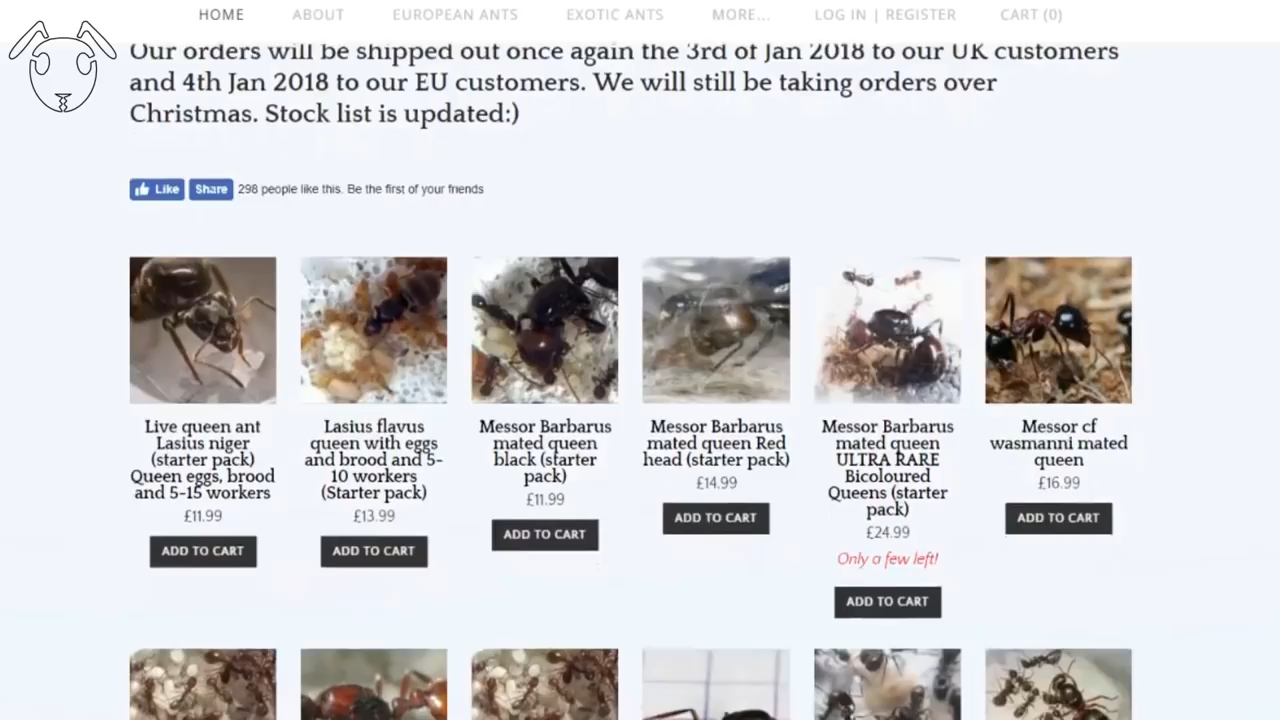 HOME ABOUT EUROPEAN ANTS EXOTIC ANTS MORE... LOG IN | REGISTER CART (0)
Our orders will be shipped out once again the 3rd of Jan 2018 to our UK customers
and 4th Jan 2018 to our EU customers. We will still be taking orders over
Christmas. Stock list is updated:)
Like Share 298 people like this. Be the first of your friends
Live queen ant
Lasius niger
(starter pack)
Queen eggs, brood
and 5-15 workers
£11.99
ADD TO CART
Lasius flavus
queen with eggs
and brood and 5-
10 workers
(Starter pack)
£13.99
ADD TO CART
Messor Barbarus
mated queen
black (starter
pack)
£11.99
ADD TO CART
Messor Barbarus
mated queen Red
head (starter pack)
£14.99
ADD TO CART
Messor Barbarus
mated queen
ULTRA RARE
Bicoloured
Queens (starter
pack)
£24.99
Only a few left!
ADD TO CART
Messor cf
wasmanni mated
queen
£16.99
ADD TO CART